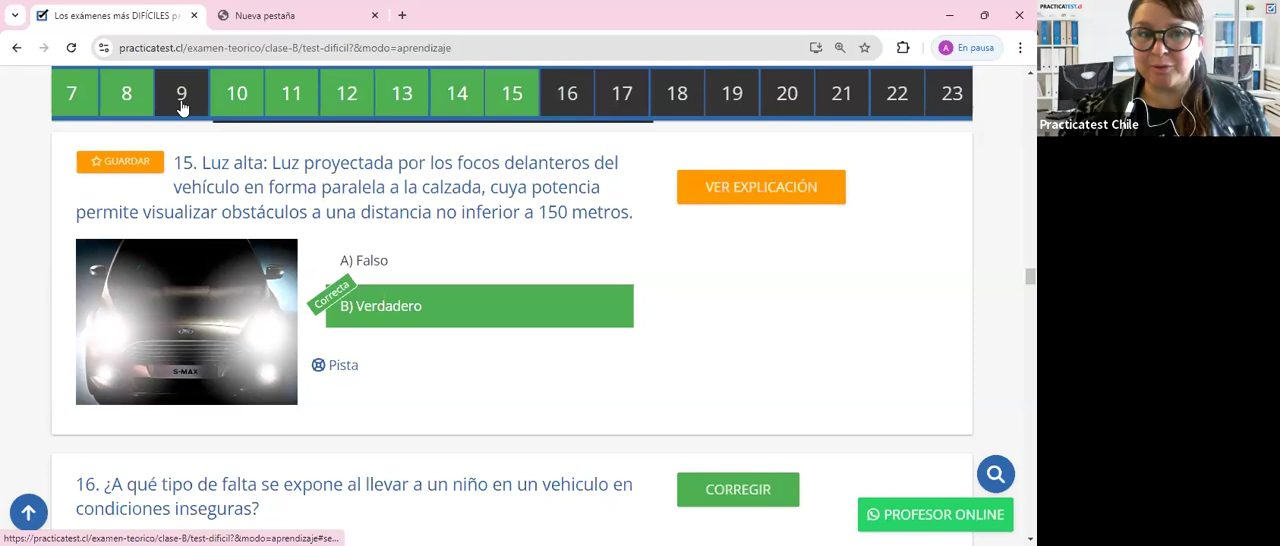 Los exámenes más DIFÍCILES pa
Nueva pestaña
practicatest.cl/examen-teorico/clase-B/test-dificil?&modo=aprendizaje
A
En pausa
PRACTICATEST.cl
Practicatest Chile
7 8 9 10 11 12 13 14 15 16 17 18 19 20 21 22 23
GUARDAR
15. Luz alta: Luz proyectada por los focos delanteros del
vehículo en forma paralela a la calzada, cuya potencia
permite visualizar obstáculos a una distancia no inferior a 150 metros.
VER EXPLICACIÓN
A) Falso
Correcta
B) Verdadero
Pista
S-MAX
16. ¿A qué tipo de falta se expone al llevar a un niño en un vehiculo en
condiciones inseguras?
CORREGIR
PROFESOR ONLINE
https://practicatest.cl/examen-teorico/clase-B/test-dificil?&modo=aprendizaje#se...